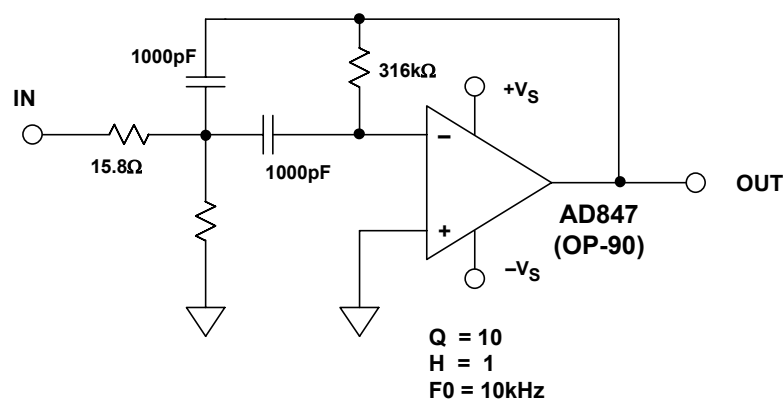 1000pF
316kΩ
IN
+VS
15.8Ω
1000pF
−
+
OUT
AD847
(OP-90)
−VS
Q = 10
H = 1
F0 = 10kHz